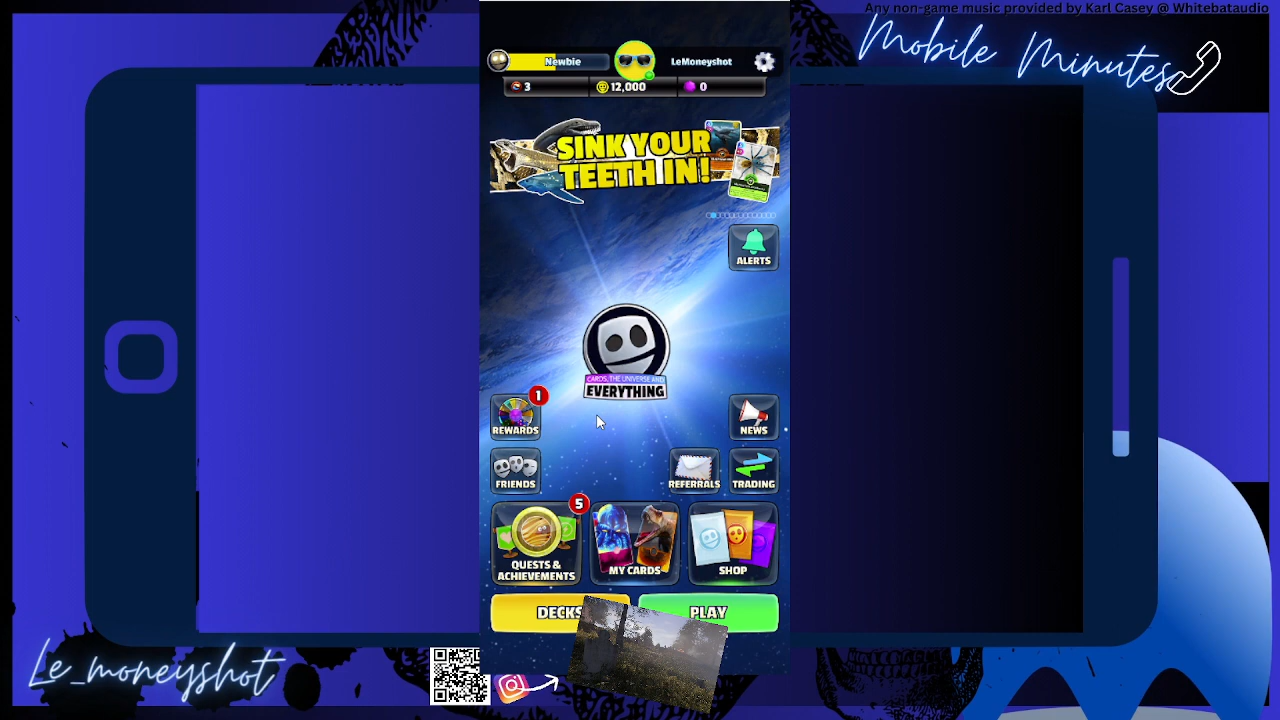 Any non-game music provided by Karl Casey @ Whitebataudio
Mobile Minutes
Newbie
LeMoneyshot
3
12,000
0
SINK YOUR
TEETH IN!
ALERTS
CARDS, THE UNIVERSE AND
EVERYTHING
1
REWARDS
NEWS
FRIENDS
REFERRALS
TRADING
5
QUESTS &
ACHIEVEMENTS
MY CARDS
SHOP
DECKS
PLAY
Le_moneyshot